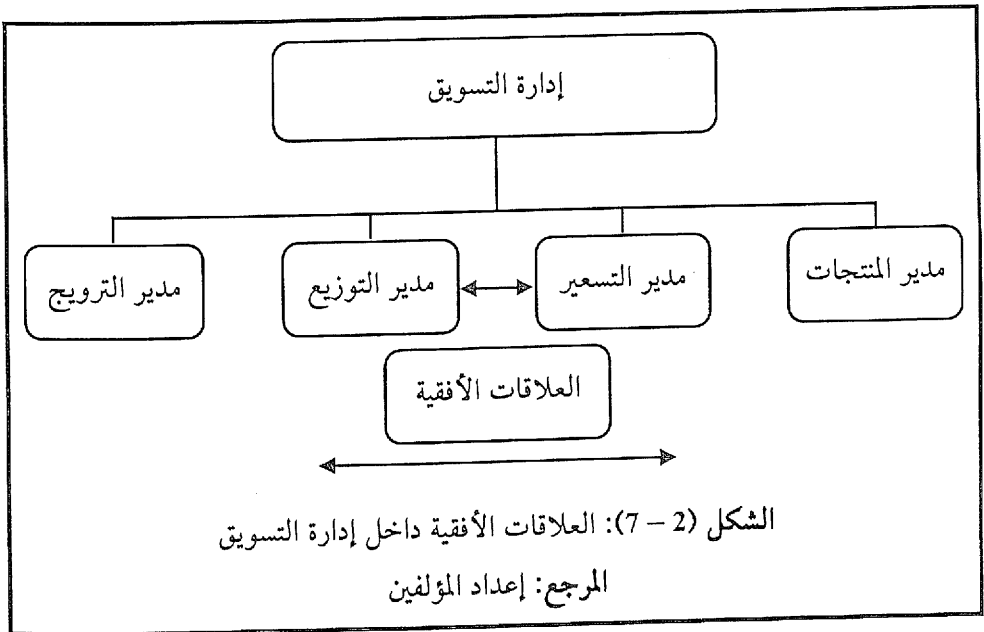 إدارة التسويق
مدير المنتجات
مدير التسعير
مدير التوزيع
مدير الترويج
العلاقات الأفقية
الشكل (2 – 7): العلاقات الأفقية داخل إدارة التسويق
المرجع: إعداد المؤلفين